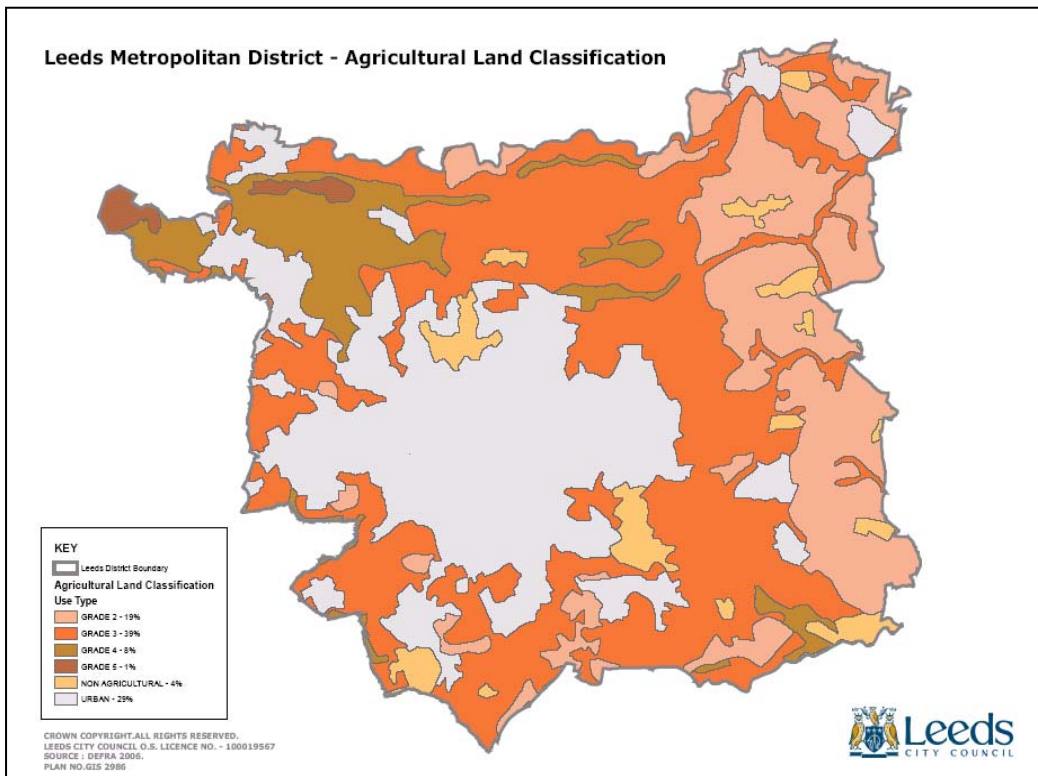 Leeds Metropolitan District - Agricultural Land Classification
KEY
Leeds District Boundary
Agricultural Land Classification
Use Type
GRADE 2 - 19%
GRADE 3 - 39%
GRADE 4 - 8%
GRADE 5 - 1%
NON AGRICULTURAL - 4%
URBAN - 29%
CROWN COPYRIGHT.ALL RIGHTS RESERVED.
LEEDS CITY COUNCIL O.S. LICENCE NO. - 100019567
SOURCE : DEFRA 2006.
PLAN NO.GIS 2986
Leeds
CITY COUNCIL